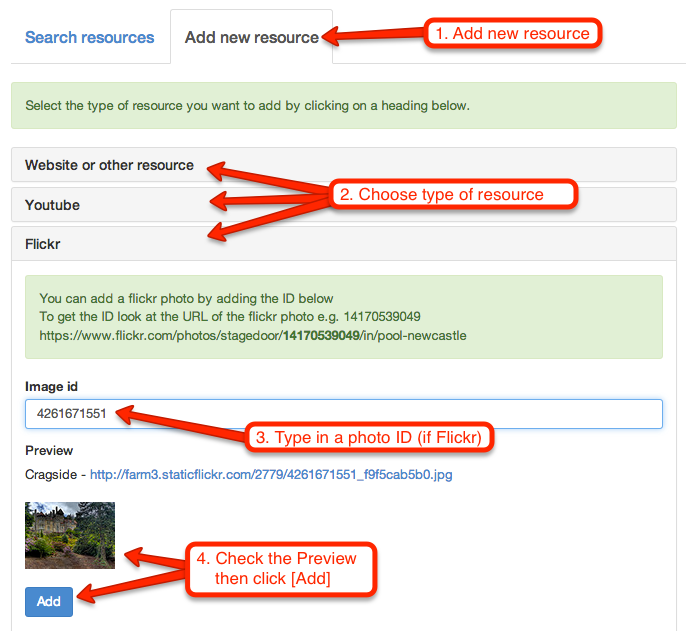 Search resources
Add new resource
1. Add new resource
Select the type of resource you want to add by clicking on a heading below.
Website or other resource
2. Choose type of resource
Youtube
Flickr
You can add a flickr photo by adding the ID below
To get the ID look at the URL of the flickr photo e.g. 14170539049
https://www.flickr.com/photos/stagedoor/14170539049/in/pool-newcastle
Image id
4261671551
3. Type in a photo ID (if Flickr)
Preview
Cragside - http://farm3.staticflickr.com/2779/4261671551_f9f5cab5b0.jpg
4. Check the Preview
then click [Add]
Add